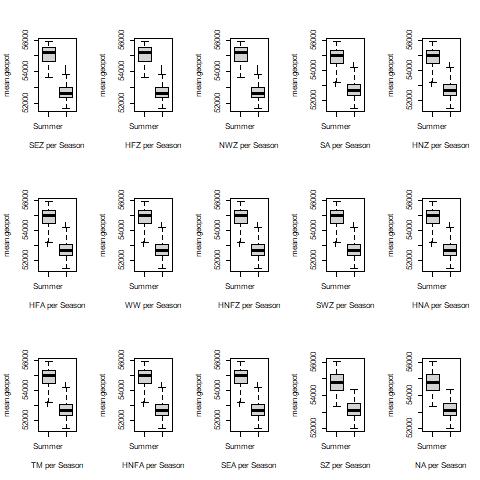 mean.geopot
52000 54000 56000
Summer
SEZ per Season
mean.geopot
52000 54000 56000
Summer
HFZ per Season
mean.geopot
52000 54000 56000
Summer
NWZ per Season
mean.geopot
52000 54000 56000
Summer
SA per Season
mean.geopot
52000 54000 56000
Summer
HNZ per Season
mean.geopot
52000 54000 56000
Summer
HFA per Season
mean.geopot
52000 54000 56000
Summer
WW per Season
mean.geopot
52000 54000 56000
Summer
HNFZ per Season
mean.geopot
52000 54000 56000
Summer
SWZ per Season
mean.geopot
52000 54000 56000
Summer
HNA per Season
mean.geopot
52000 54000 56000
Summer
TM per Season
mean.geopot
52000 54000 56000
Summer
HNFA per Season
mean.geopot
52000 54000 56000
Summer
SEA per Season
mean.geopot
52000 54000 56000
Summer
SZ per Season
mean.geopot
52000 54000 56000
Summer
NA per Season